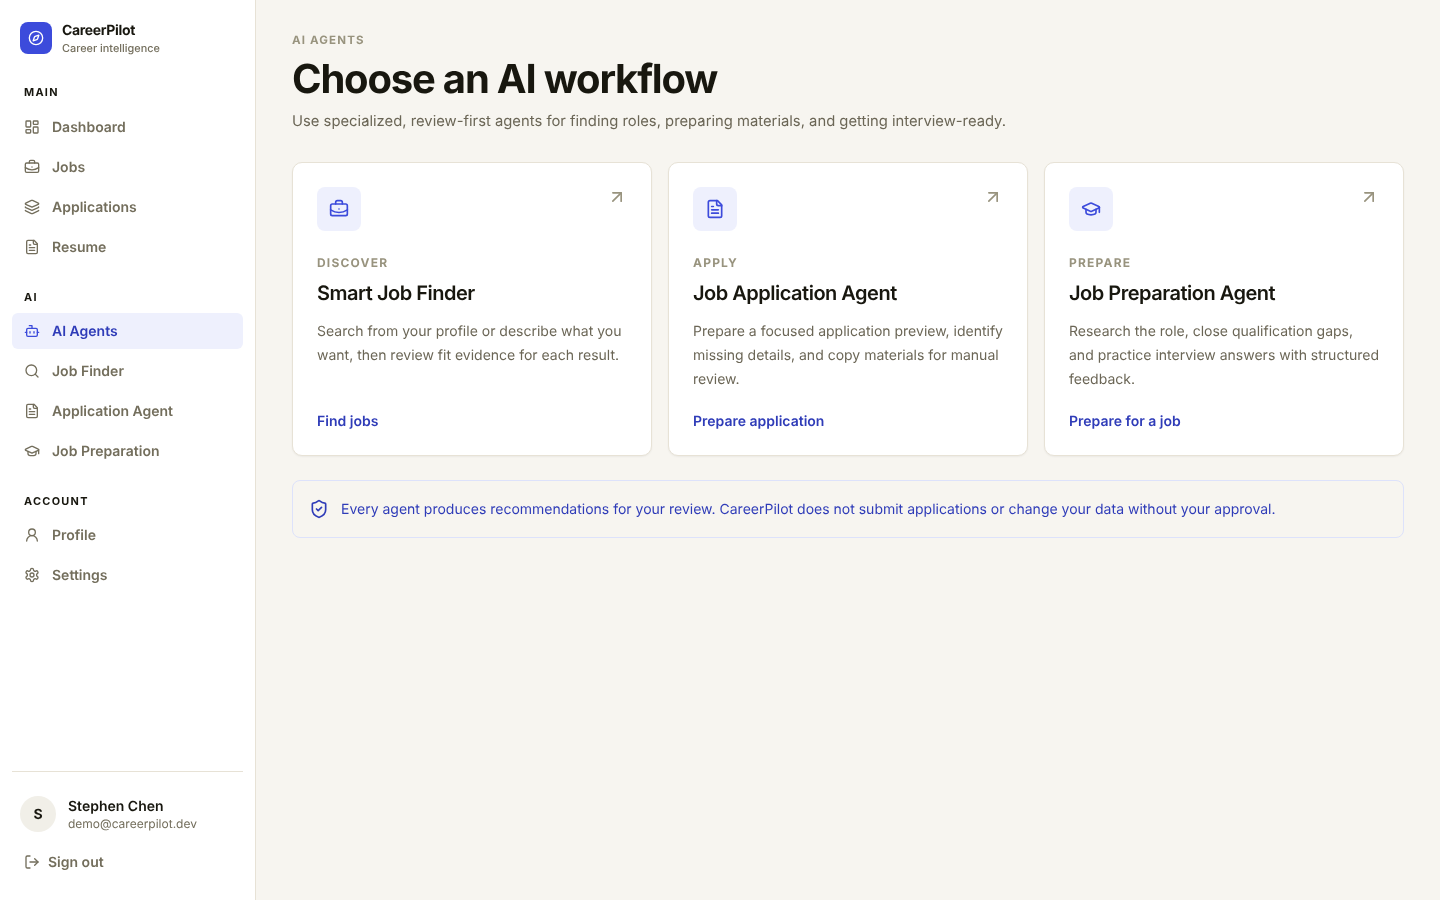 CareerPilot
Career intelligence
MAIN
Dashboard
Jobs
Applications
Resume
AI
AI Agents
Job Finder
Application Agent
Job Preparation
ACCOUNT
Profile
Settings
S
Stephen Chen
demo@careerpilot.dev
Sign out
AI AGENTS
Choose an AI workflow
Use specialized, review-first agents for finding roles, preparing materials, and getting interview-ready.
DISCOVER
Smart Job Finder
Search from your profile or describe what you
want, then review fit evidence for each result.
Find jobs
APPLY
Job Application Agent
Prepare a focused application preview, identify
missing details, and copy materials for manual
review.
Prepare application
PREPARE
Job Preparation Agent
Research the role, close qualification gaps,
and practice interview answers with structured
feedback.
Prepare for a job
Every agent produces recommendations for your review. CareerPilot does not submit applications or change your data without your approval.